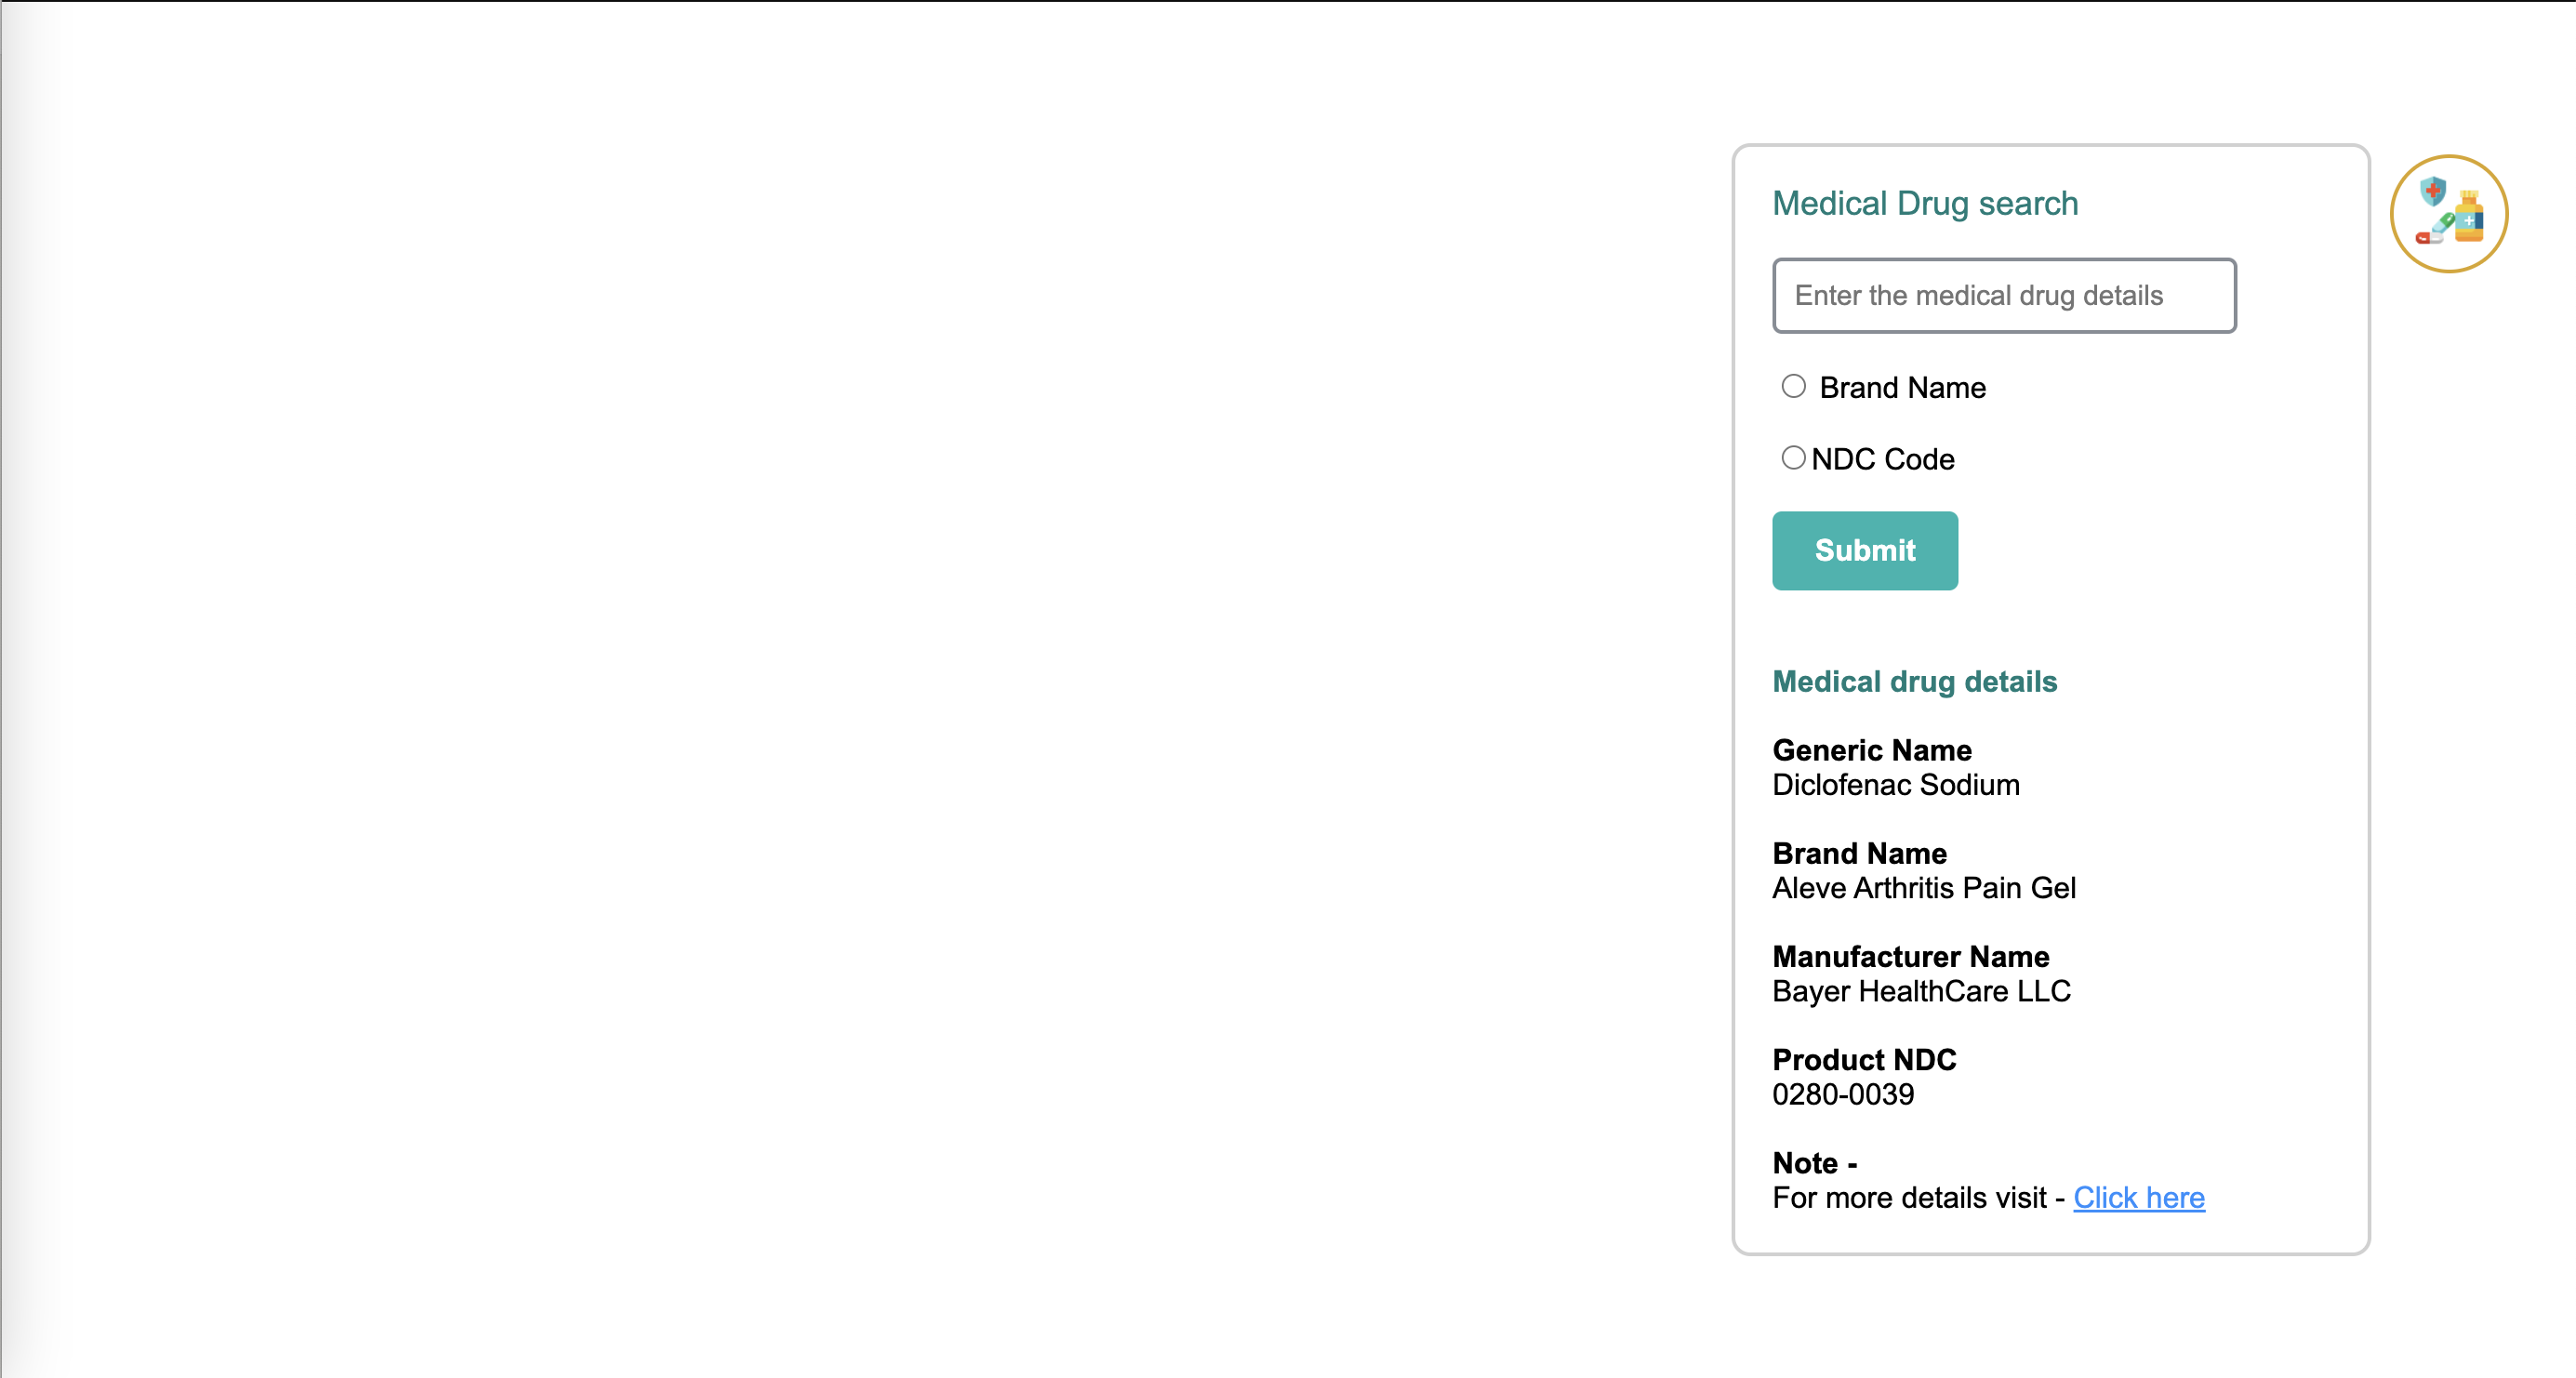 Medical Drug search
Enter the medical drug details
Brand Name
NDC Code
Submit
Medical drug details
Generic Name
Diclofenac Sodium
Brand Name
Aleve Arthritis Pain Gel
Manufacturer Name
Bayer HealthCare LLC
Product NDC
0280-0039
Note -
For more details visit - Click here